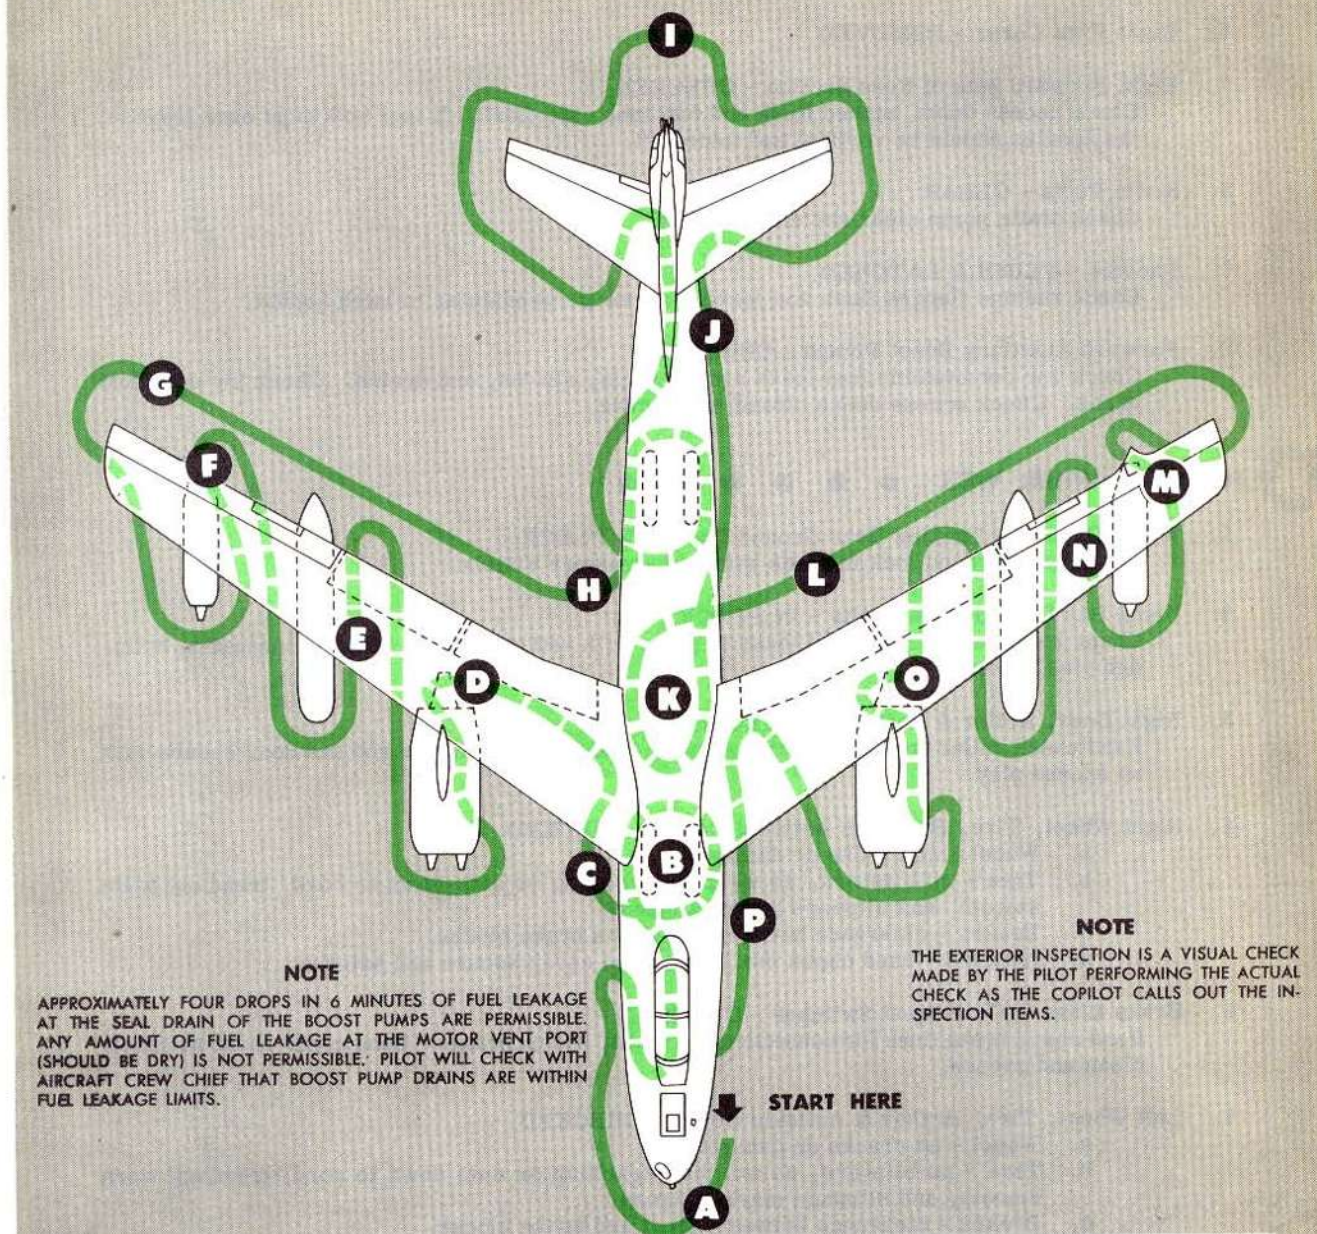 I
J
G
F
M
H
L
N
E
D
O
K
B
C
P
NOTE
APPROXIMATELY FOUR DROPS IN 6 MINUTES OF FUEL LEAKAGE
AT THE SEAL DRAIN OF THE BOOST PUMPS ARE PERMISSIBLE.
ANY AMOUNT OF FUEL LEAKAGE AT THE MOTOR VENT PORT
(SHOULD BE DRY) IS NOT PERMISSIBLE. PILOT WILL CHECK WITH
AIRCRAFT CREW CHIEF THAT BOOST PUMP DRAINS ARE WITHIN
FUEL LEAKAGE LIMITS.
NOTE
THE EXTERIOR INSPECTION IS A VISUAL CHECK
MADE BY THE PILOT PERFORMING THE ACTUAL
CHECK AS THE COPILOT CALLS OUT THE IN-
SPECTION ITEMS.
START HERE
A